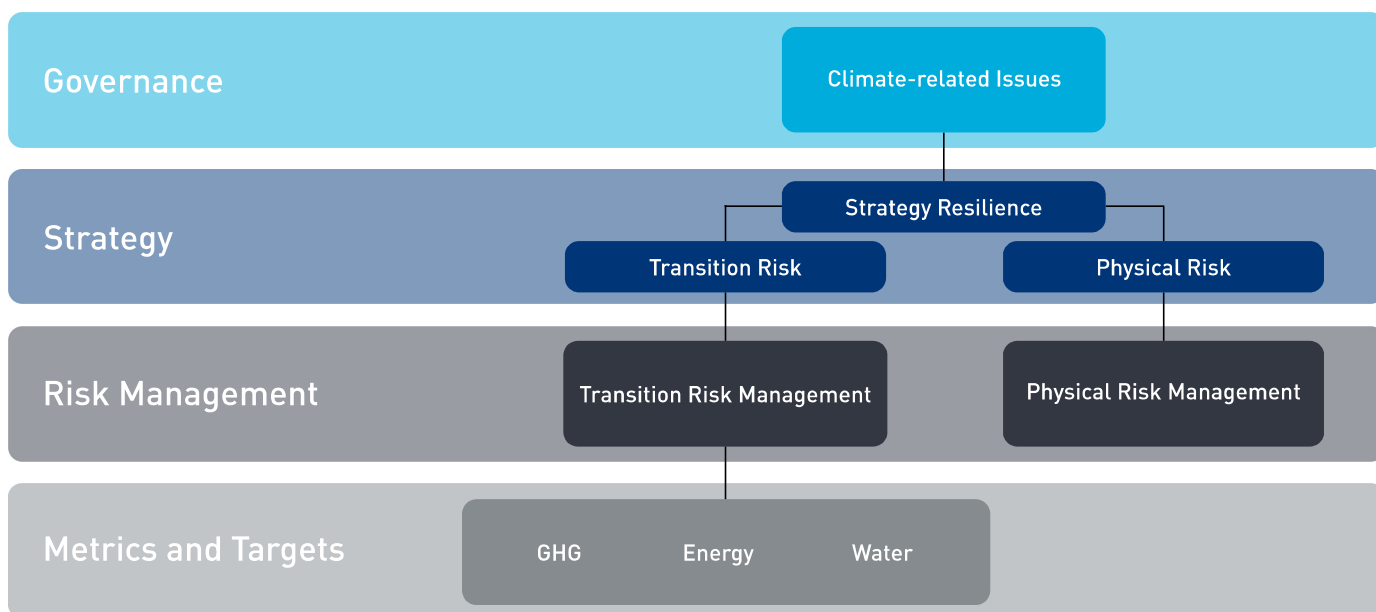 Governance
Climate-related Issues
Strategy
Strategy Resilience
Transition Risk
Physical Risk
Risk Management
Transition Risk Management
Physical Risk Management
Metrics and Targets
GHG
Energy
Water